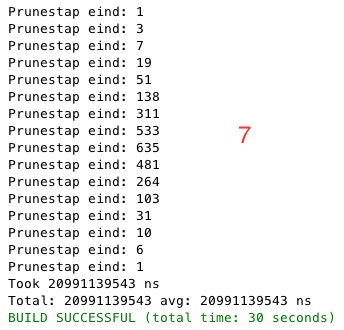 Prunestap eind: 1
Prunestap eind: 3
Prunestap eind: 7
Prunestap eind: 19
Prunestap eind: 51
Prunestap eind: 138
Prunestap eind: 311
Prunestap eind: 533
7
Prunestap eind: 635
Prunestap eind: 481
Prunestap eind: 264
Prunestap eind: 103
Prunestap eind: 31
Prunestap eind: 10
Prunestap eind: 6
Prunestap eind: 1
Took 20991139543 ns
Total: 20991139543 avg: 20991139543 ns
BUILD SUCCESSFUL (total time: 30 seconds)